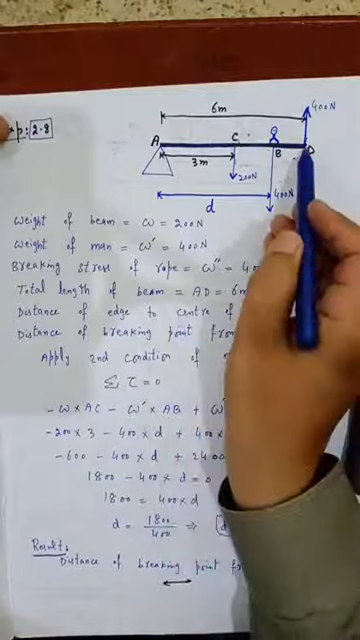 xp: 2.8
6m
400N
A
C
B
D
3m
200N
400N
d
Weight of beam = w = 200N
Weight of man = w' = 400N
Breaking stress of rope = w'' = 4
Total length of beam = AD = 6m
Distance of edge to centre of
Distance of breaking point from
Apply 2nd condition of
Σ τ = 0
- w x AC - w' x AB + w'
- 200 x 3 - 400 x d + 400 x
- 600 - 400 x d + 2400
1800 - 400 x d = 0
1800 = 400 x d
d = 1800/400 ⇒
Result:
Distance of breaking point